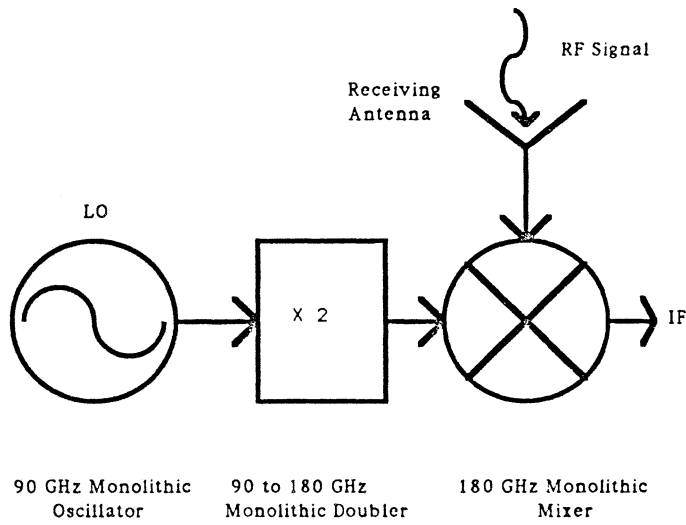 RF Signal
Receiving
Antenna
LO
X 2
IF
90 GHz Monolithic
Oscillator
90 to 180 GHz
Monolithic Doubler
180 GHz Monolithic
Mixer